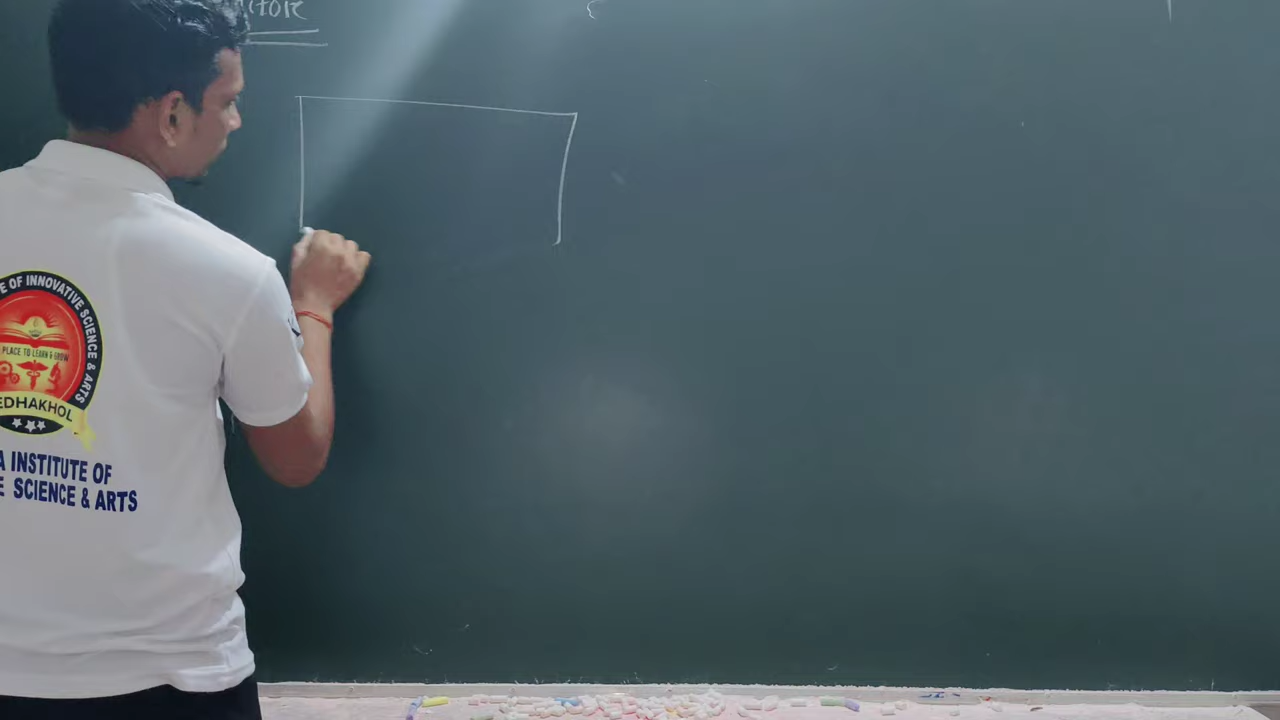 E OF INNOVATIVE SCIENCE & ARTS
PLACE TO LEARN & GROW
EDHAKHOL
A INSTITUTE OF
E SCIENCE & ARTS